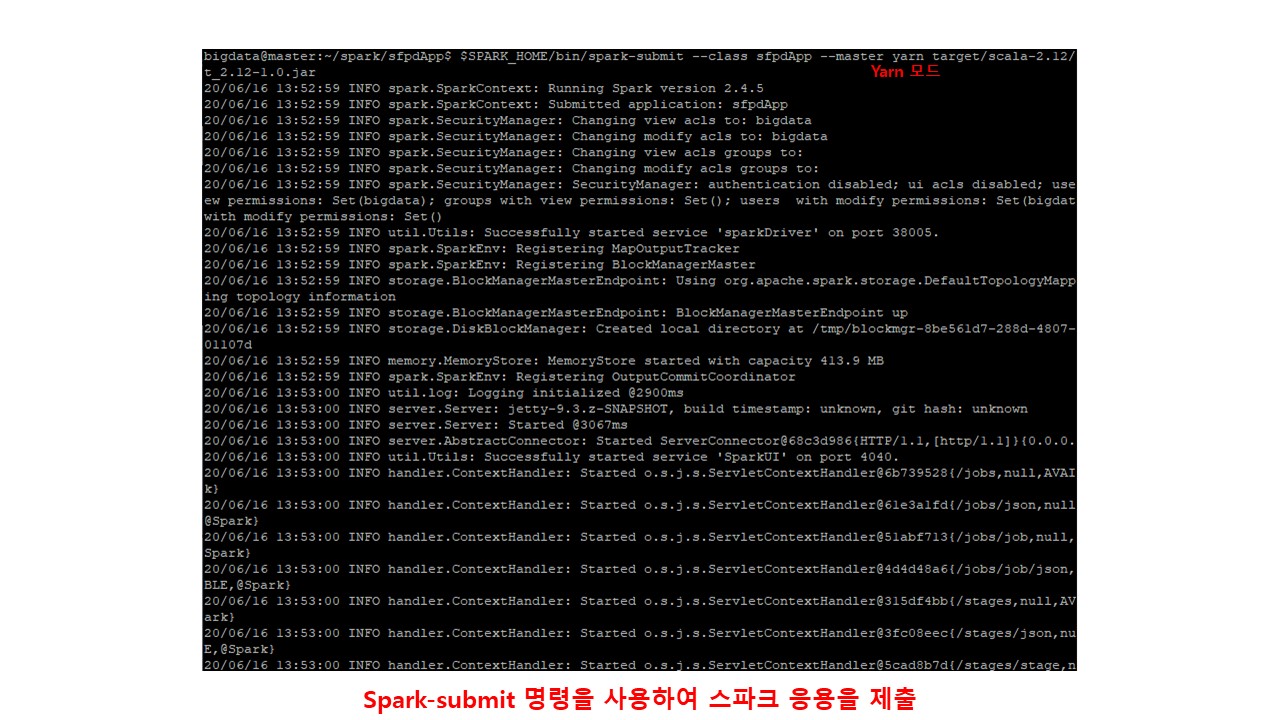 bigdata@master:~/spark/sfpdApp$ $SPARK_HOME/bin/spark-submit --class sfpdApp --master yarn target/scala-2.12/
t_2.12-1.0.jar
Yarn 모드
20/06/16 13:52:59 INFO spark.SparkContext: Running Spark version 2.4.5
20/06/16 13:52:59 INFO spark.SparkContext: Submitted application: sfpdApp
20/06/16 13:52:59 INFO spark.SecurityManager: Changing view acls to: bigdata
20/06/16 13:52:59 INFO spark.SecurityManager: Changing modify acls to: bigdata
20/06/16 13:52:59 INFO spark.SecurityManager: Changing view acls groups to:
20/06/16 13:52:59 INFO spark.SecurityManager: Changing modify acls groups to:
20/06/16 13:52:59 INFO spark.SecurityManager: SecurityManager: authentication disabled; ui acls disabled; use
ew permissions: Set(bigdata); groups with view permissions: Set(); users  with modify permissions: Set(bigdat
with modify permissions: Set()
20/06/16 13:52:59 INFO util.Utils: Successfully started service 'sparkDriver' on port 38005.
20/06/16 13:52:59 INFO spark.SparkEnv: Registering MapOutputTracker
20/06/16 13:52:59 INFO spark.SparkEnv: Registering BlockManagerMaster
20/06/16 13:52:59 INFO storage.BlockManagerMasterEndpoint: Using org.apache.spark.storage.DefaultTopologyMapp
ing topology information
20/06/16 13:52:59 INFO storage.BlockManagerMasterEndpoint: BlockManagerMasterEndpoint up
20/06/16 13:52:59 INFO storage.DiskBlockManager: Created local directory at /tmp/blockmgr-8be561d7-288d-4807-
01107d
20/06/16 13:52:59 INFO memory.MemoryStore: MemoryStore started with capacity 413.9 MB
20/06/16 13:52:59 INFO spark.SparkEnv: Registering OutputCommitCoordinator
20/06/16 13:53:00 INFO util.log: Logging initialized @2900ms
20/06/16 13:53:00 INFO server.Server: jetty-9.3.z-SNAPSHOT, build timestamp: unknown, git hash: unknown
20/06/16 13:53:00 INFO server.Server: Started @3067ms
20/06/16 13:53:00 INFO server.AbstractConnector: Started ServerConnector@68c3d986{HTTP/1.1,[http/1.1]}{0.0.0.
20/06/16 13:53:00 INFO util.Utils: Successfully started service 'SparkUI' on port 4040.
20/06/16 13:53:00 INFO handler.ContextHandler: Started o.s.j.s.ServletContextHandler@6b739528{/jobs,null,AVAI
k}
20/06/16 13:53:00 INFO handler.ContextHandler: Started o.s.j.s.ServletContextHandler@61e3a1fd{/jobs/json,null
@Spark}
20/06/16 13:53:00 INFO handler.ContextHandler: Started o.s.j.s.ServletContextHandler@51abf713{/jobs/job,null,
Spark}
20/06/16 13:53:00 INFO handler.ContextHandler: Started o.s.j.s.ServletContextHandler@4d4d48a6{/jobs/job/json,
BLE,@Spark}
20/06/16 13:53:00 INFO handler.ContextHandler: Started o.s.j.s.ServletContextHandler@315df4bb{/stages,null,AV
ark}
20/06/16 13:53:00 INFO handler.ContextHandler: Started o.s.j.s.ServletContextHandler@3fc08eec{/stages/json,nu
E,@Spark}
20/06/16 13:53:00 INFO handler.ContextHandler: Started o.s.j.s.ServletContextHandler@5cad8b7d{/stages/stage,n
Spark-submit 명령을 사용하여 스파크 응용을 제출